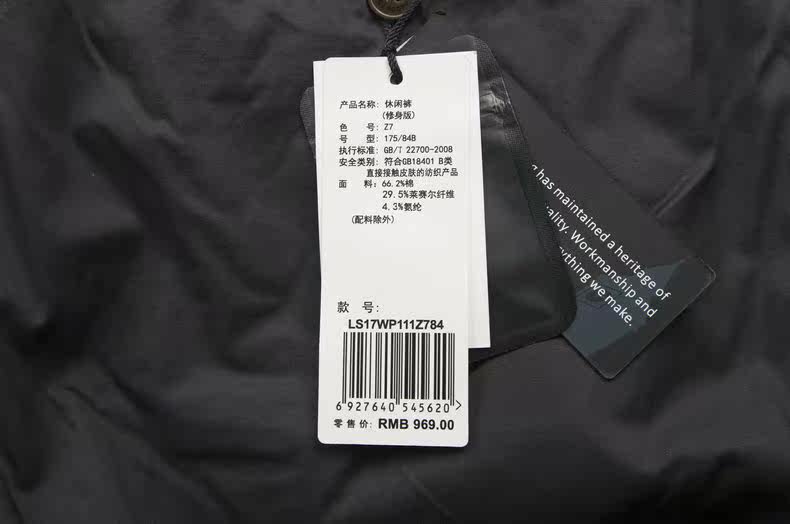 产品名称: 休闲裤
(修身版)
色 号: Z7
号 型: 175/84B
执行标准: GB/T 22700-2008
安全类别: 符合GB18401 B类
直接接触皮肤的纺织产品
面 料: 66.2%棉
29.5%莱赛尔纤维
4.3%氨纶
(配料除外)
款 号:
LS17WP111Z784
6 927640 545620 >
零售价: RMB 969.00
has maintained a heritage of
Workmanship and
we make.